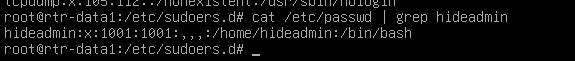 tcpdump:x:105:112::/nonexistent:/usr/sbin/nologin
root@rtr-data1:/etc/sudoers.d# cat /etc/passwd | grep hideadmin
hideadmin:x:1001:1001:,,,:/home/hideadmin:/bin/bash
root@rtr-data1:/etc/sudoers.d# _